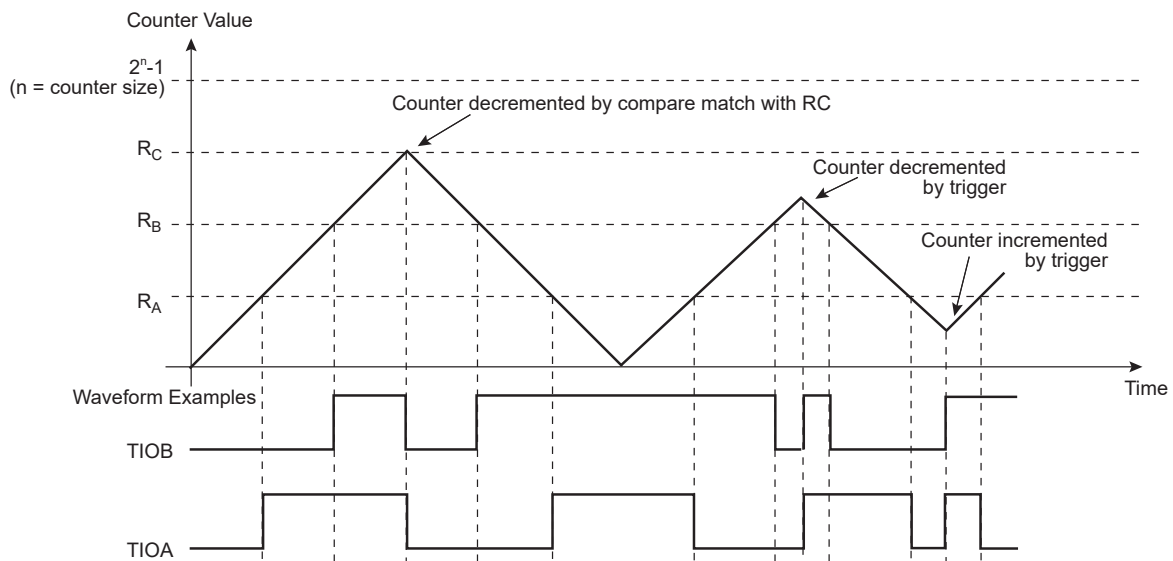 Counter Value
2ⁿ-1
(n = counter size)
Counter decremented by compare match with RC
R_C
Counter decremented
by trigger
R_B
Counter incremented
by trigger
R_A
Time
Waveform Examples
TIOB
TIOA